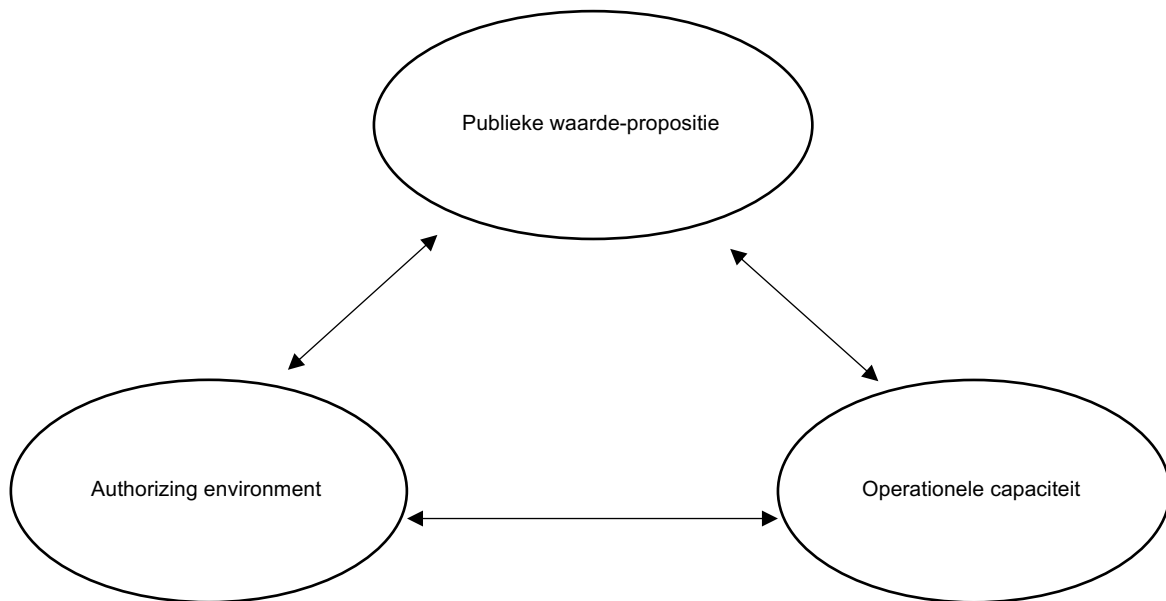 Publieke waarde-propositie
Authorizing environment
Operationele capaciteit